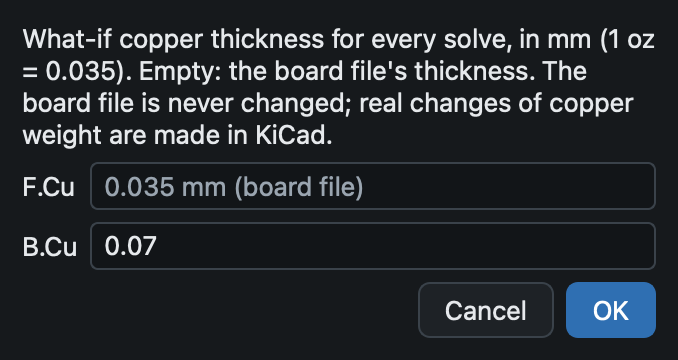 What-if copper thickness for every solve, in mm (1 oz
= 0.035). Empty: the board file's thickness. The
board file is never changed; real changes of copper
weight are made in KiCad.
F.Cu 0.035 mm (board file)
B.Cu 0.07
Cancel OK